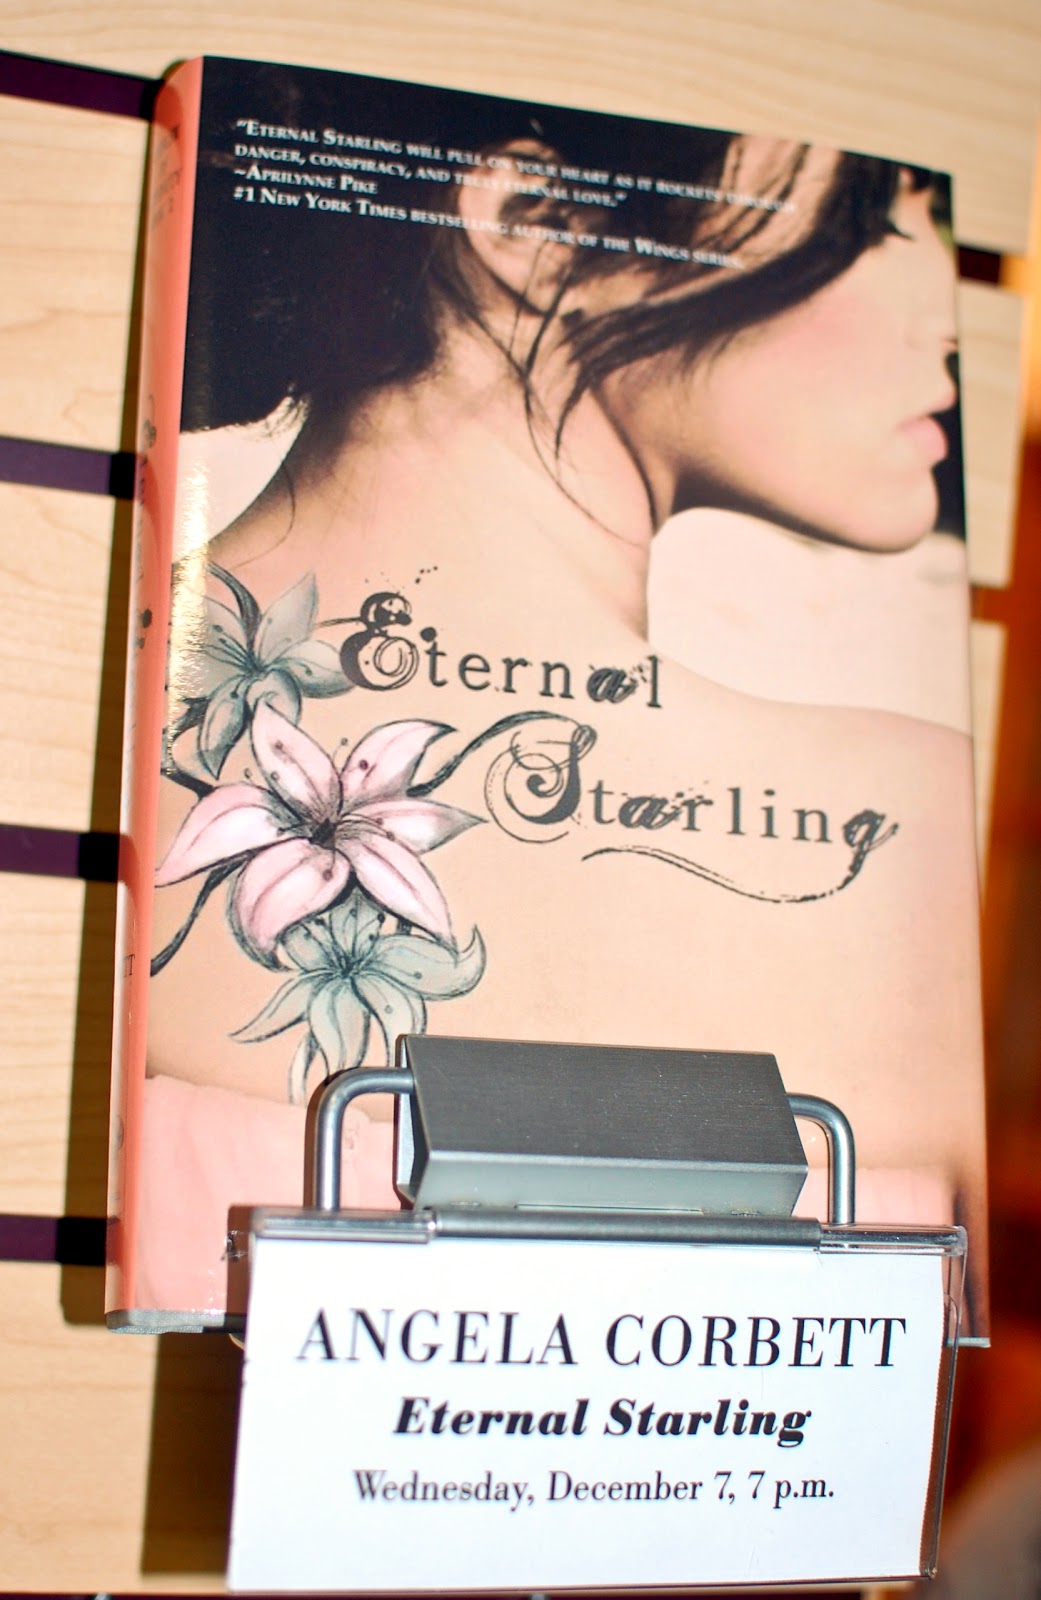 "Eternal Starling will pull on your heart as it rockets through
danger, conspiracy, and truly eternal love."
~Aprilynne Pike
#1 New York Times bestselling author of the Wings series.
Eternal
Starling
ANGELA CORBETT
Eternal Starling
Wednesday, December 7, 7 p.m.